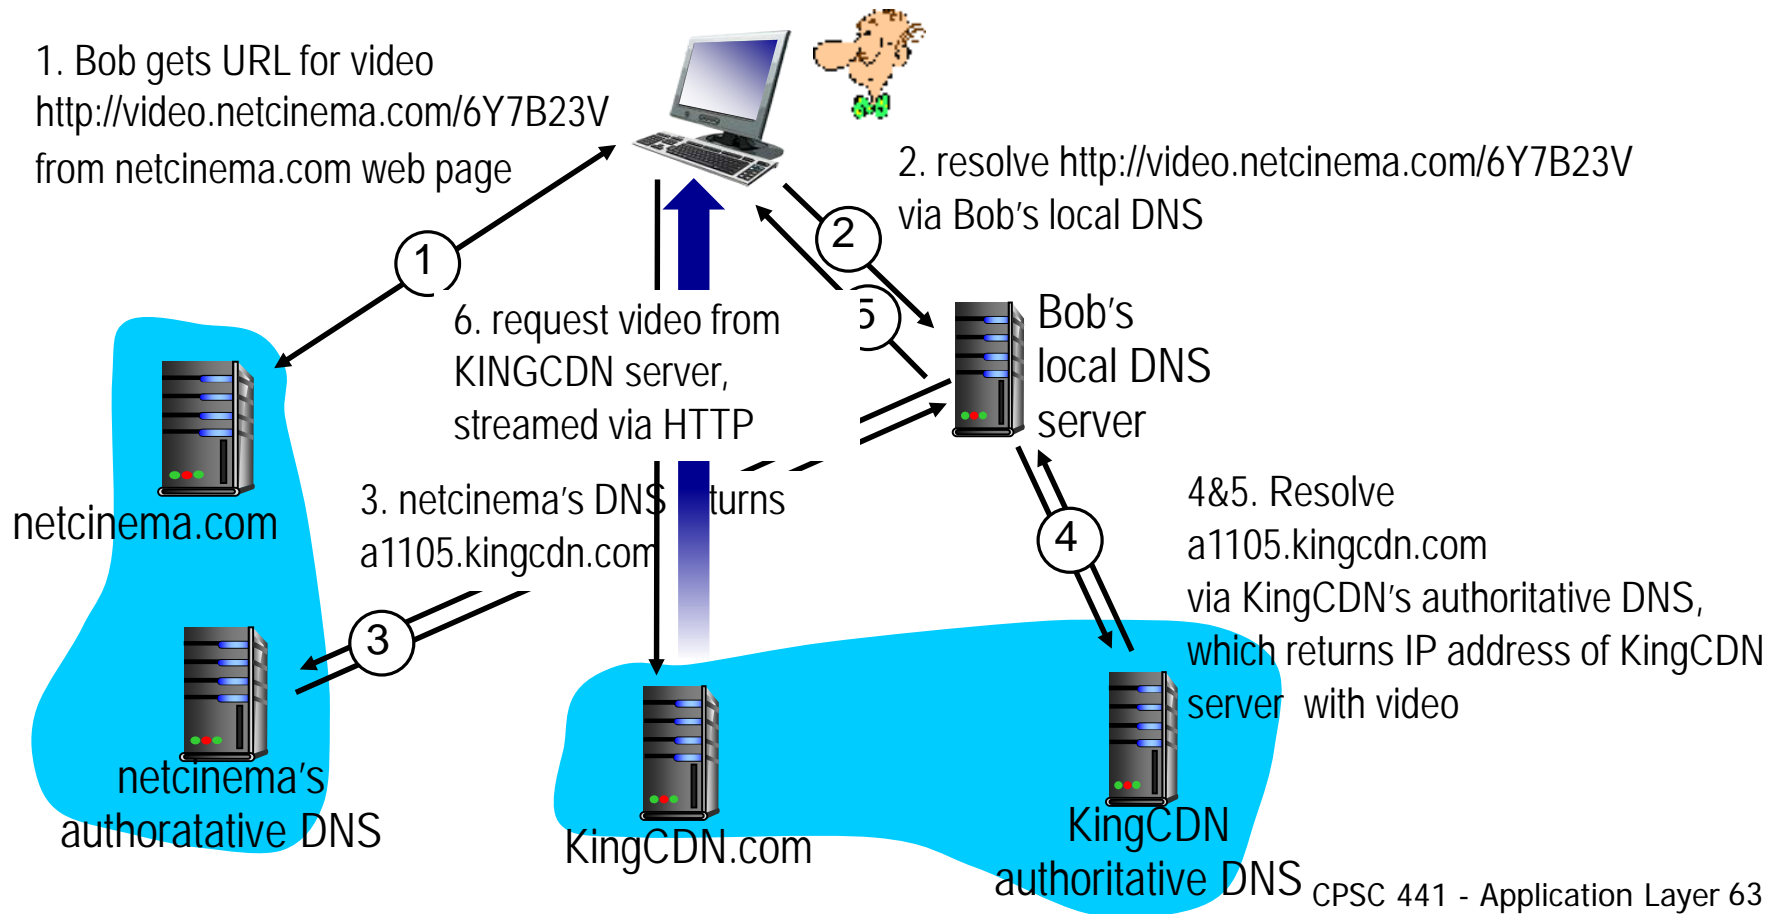 1. Bob gets URL for video
http://video.netcinema.com/6Y7B23V
from netcinema.com web page
2. resolve http://video.netcinema.com/6Y7B23V
via Bob's local DNS
1
2
5
6. request video from
KINGCDN server,
streamed via HTTP
Bob's
local DNS
server
netcinema.com
3. netcinema's DNS turns
a1105.kingcdn.com
4
4&5. Resolve
a1105.kingcdn.com
via KingCDN's authoritative DNS,
which returns IP address of KingCDN
server with video
3
netcinema's
authoratative DNS
KingCDN.com
KingCDN
authoritative DNS
CPSC 441 - Application Layer 63